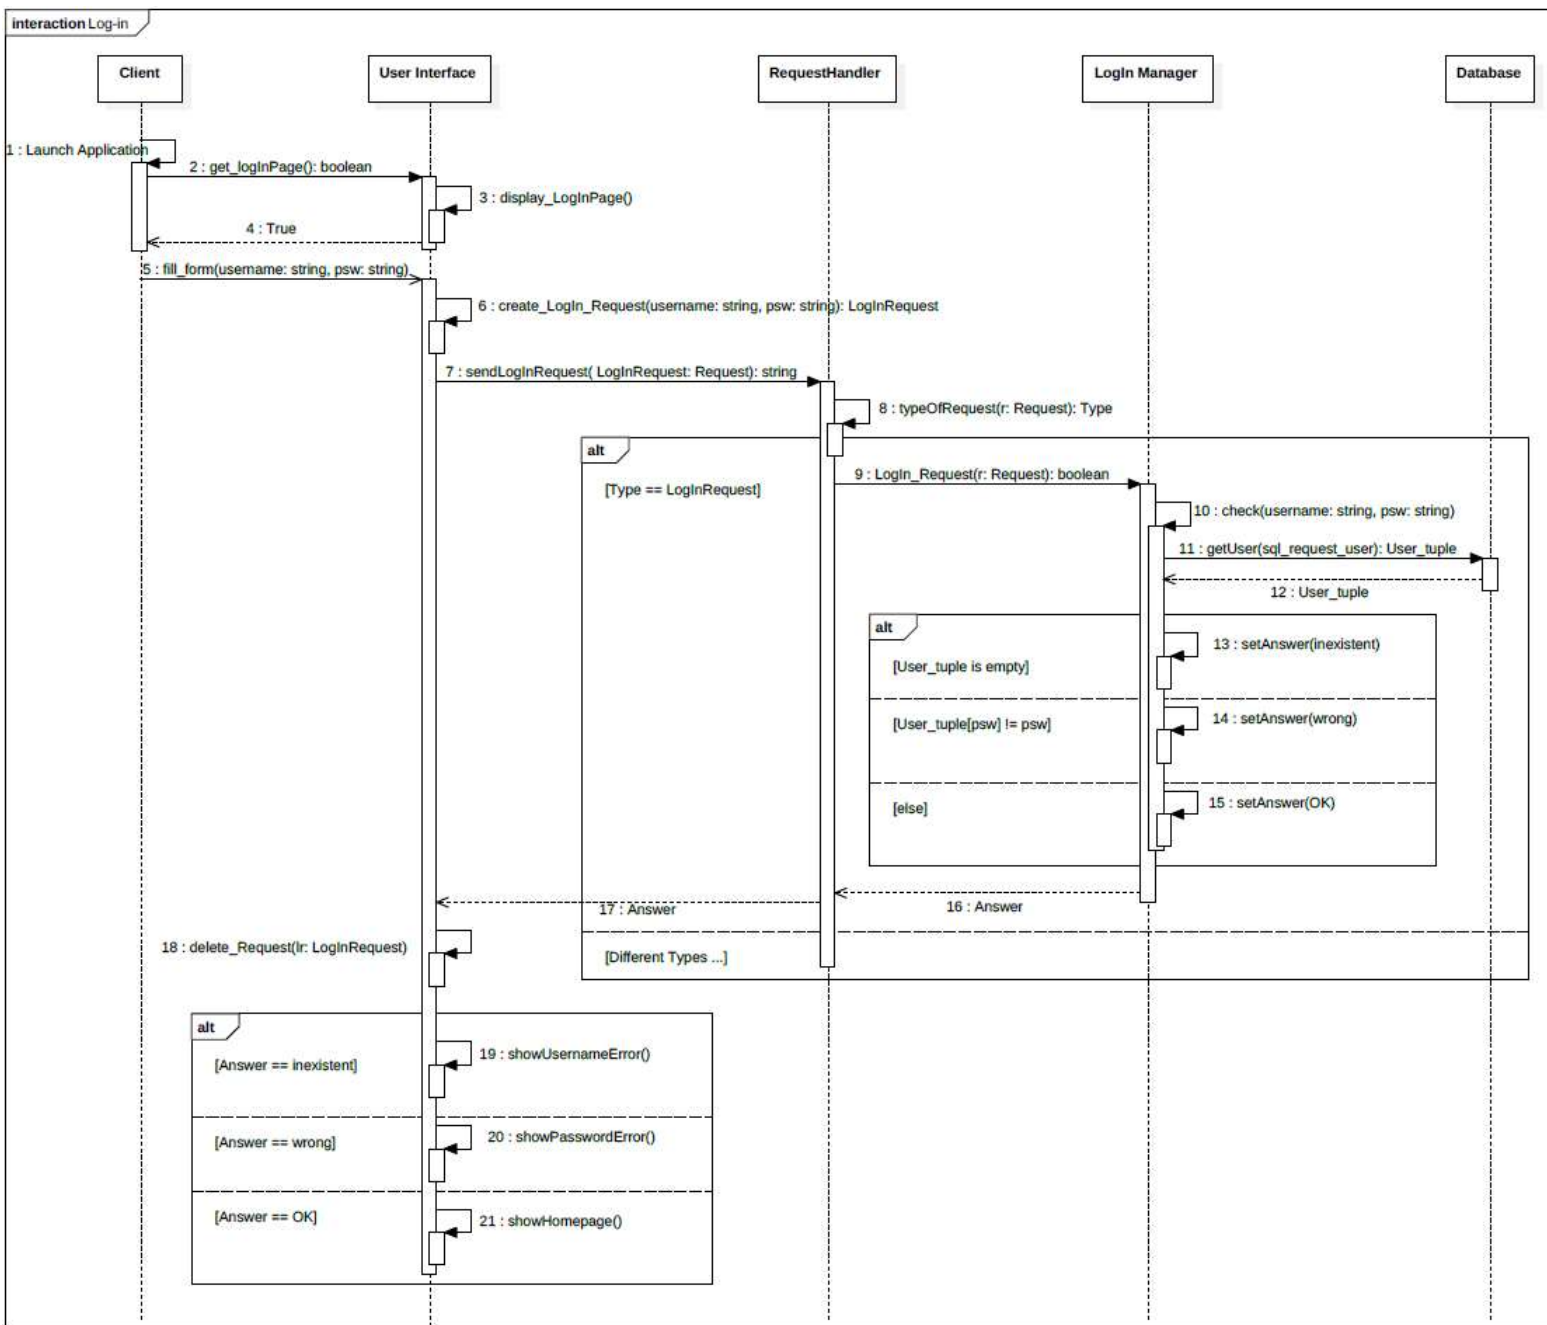 interaction Log-in
Client
User Interface
RequestHandler
LogIn Manager
Database
1 : Launch Application
2 : get_logInPage(): boolean
3 : display_LogInPage()
4 : True
5 : fill_form(username: string, psw: string)
6 : create_LogIn_Request(username: string, psw: string): LogInRequest
7 : sendLogInRequest( LogInRequest: Request): string
8 : typeOfRequest(r: Request): Type
alt
[Type == LogInRequest]
9 : LogIn_Request(r: Request): boolean
10 : check(username: string, psw: string)
11 : getUser(sql_request_user): User_tuple
12 : User_tuple
alt
[User_tuple is empty]
13 : setAnswer(inexistent)
[User_tuple[psw] != psw]
14 : setAnswer(wrong)
[else]
15 : setAnswer(OK)
16 : Answer
17 : Answer
18 : delete_Request(lr: LogInRequest)
[Different Types ...]
alt
[Answer == inexistent]
19 : showUsernameError()
[Answer == wrong]
20 : showPasswordError()
[Answer == OK]
21 : showHomepage()